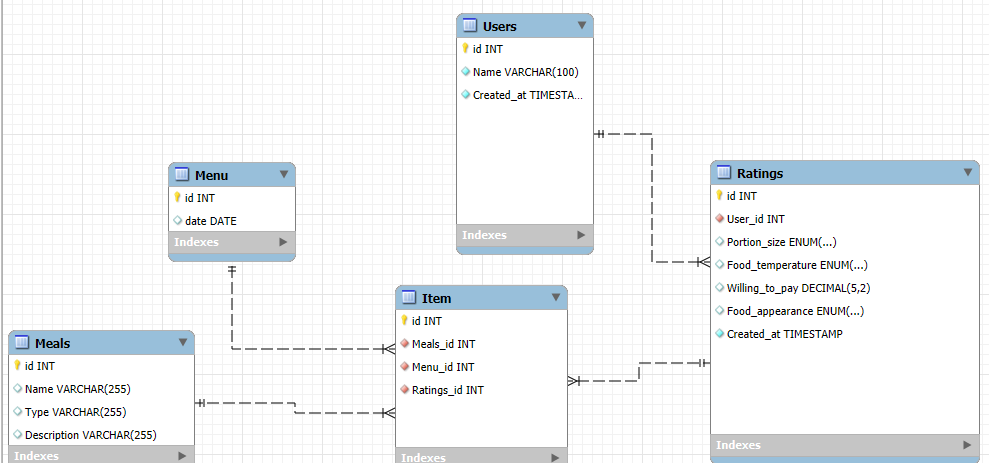 Users
id INT
Name VARCHAR(100)
Created_at TIMESTA...
Indexes
Menu
id INT
date DATE
Indexes
Ratings
id INT
User_id INT
Portion_size ENUM(...)
Food_temperature ENUM(...)
Willing_to_pay DECIMAL(5,2)
Food_appearance ENUM(...)
Created_at TIMESTAMP
Indexes
Item
id INT
Meals_id INT
Menu_id INT
Ratings_id INT
Indexes
Meals
id INT
Name VARCHAR(255)
Type VARCHAR(255)
Description VARCHAR(255)
Indexes